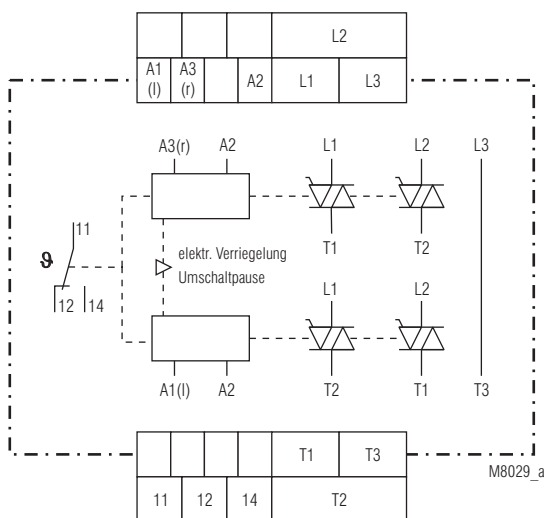 L2
A1 A3 A2 L1 L3
(l) (r)
A3(r) A2 L1 L2 L3
11
ϑ
T1 T2
elektr. Verriegelung
Umschaltpause
12 14
L1 L2
A1(l) A2 T2 T1 T3
T1 T3
M8029_a
11 12 14 T2